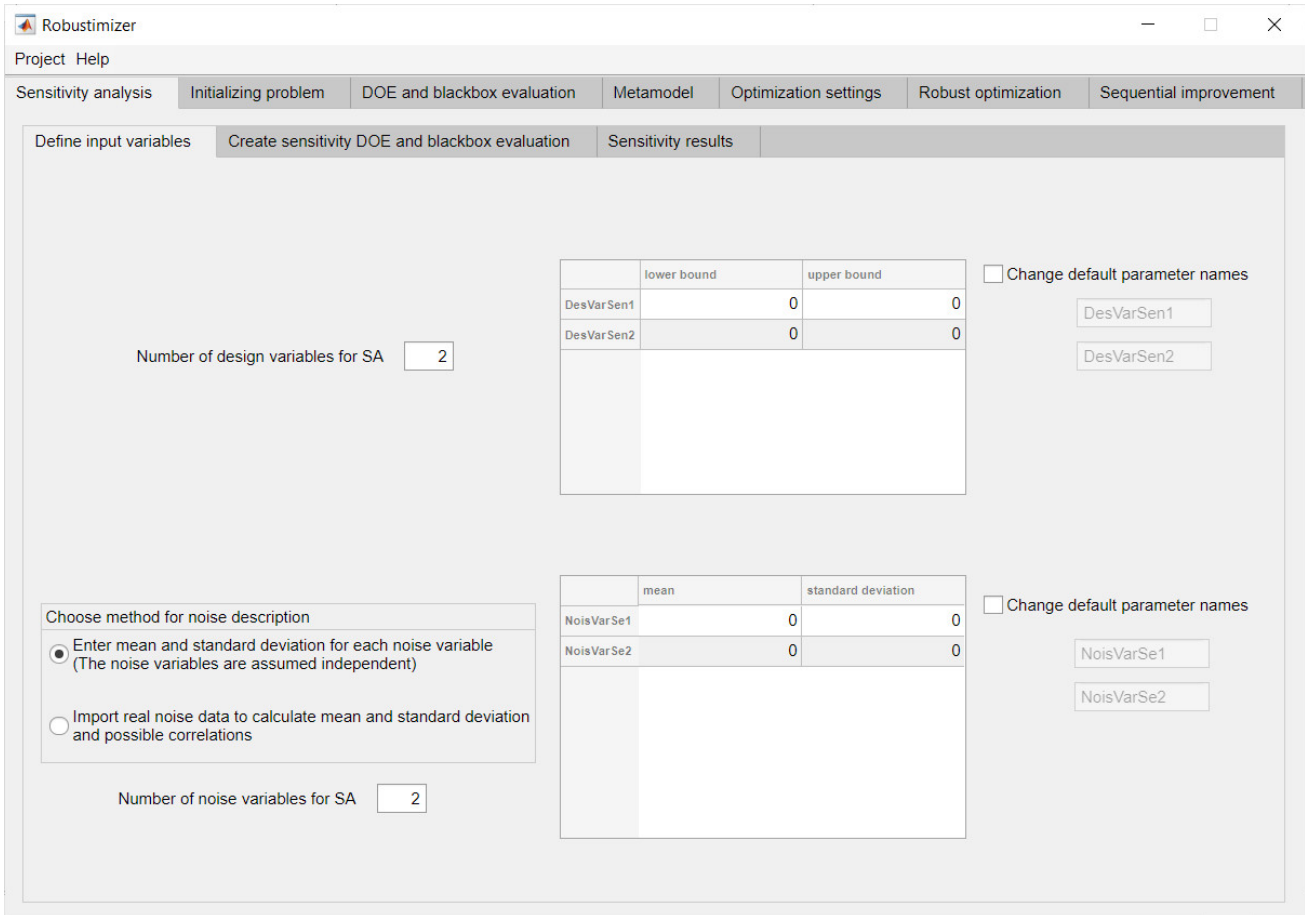 Robustimizer
Project Help
Sensitivity analysis Initializing problem DOE and blackbox evaluation Metamodel Optimization settings Robust optimization Sequential improvement
Define input variables Create sensitivity DOE and blackbox evaluation Sensitivity results
lower bound upper bound
DesVarSen1 0 0
DesVarSen2 0 0
Change default parameter names
DesVarSen1
DesVarSen2
Number of design variables for SA 2
mean standard deviation
NoisVarSe1 0 0
NoisVarSe2 0 0
Change default parameter names
NoisVarSe1
NoisVarSe2
Choose method for noise description
Enter mean and standard deviation for each noise variable
(The noise variables are assumed independent)
Import real noise data to calculate mean and standard deviation
and possible correlations
Number of noise variables for SA 2